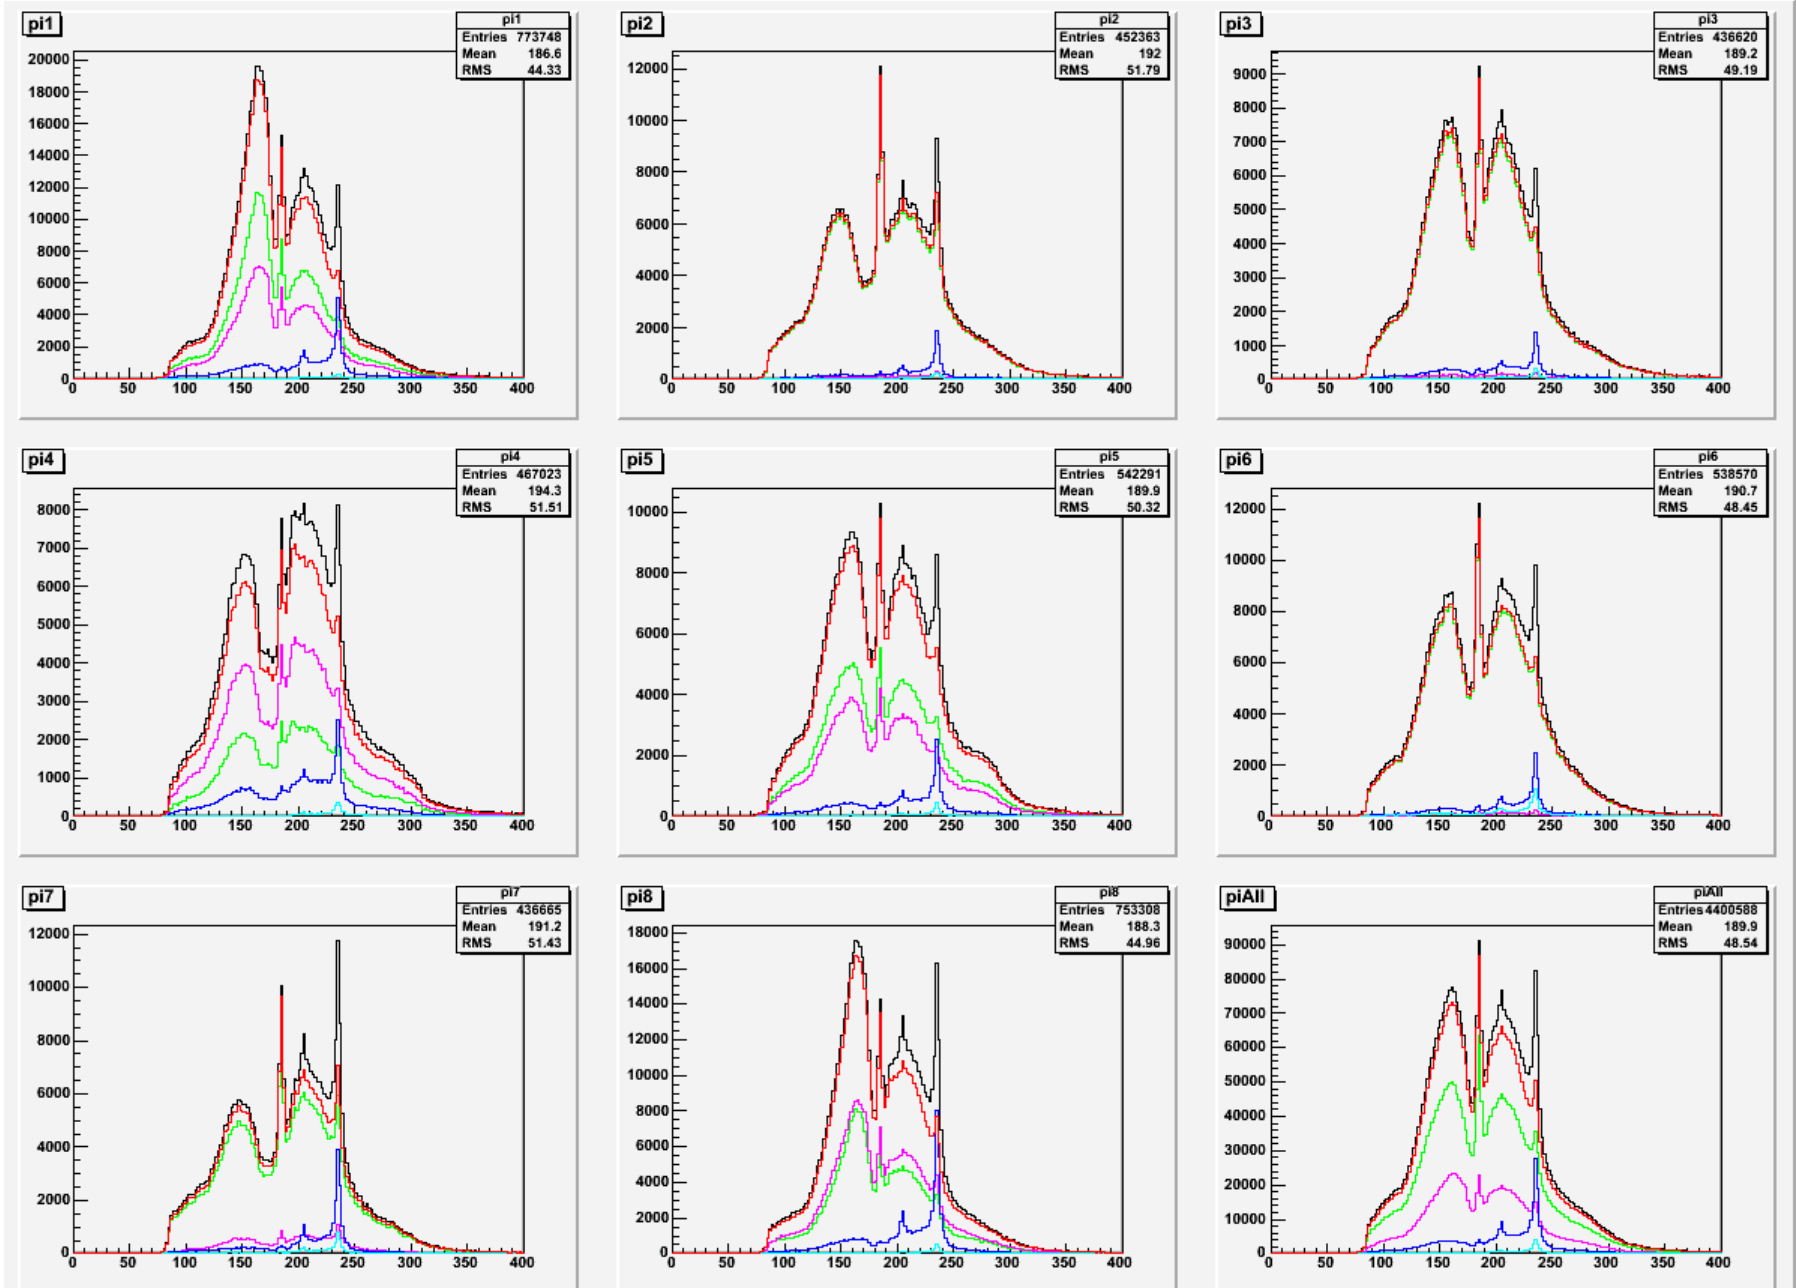 pi1
pi1
Entries 773748
Mean 186.6
RMS 44.33
20000
18000
16000
14000
12000
10000
8000
6000
4000
2000
0
0 50 100 150 200 250 300 350 400
pi2
pi2
Entries 452363
Mean 192
RMS 51.79
12000
10000
8000
6000
4000
2000
0
0 50 100 150 200 250 300 350 400
pi3
pi3
Entries 436620
Mean 189.2
RMS 49.19
9000
8000
7000
6000
5000
4000
3000
2000
1000
0
0 50 100 150 200 250 300 350 400
pi4
pi4
Entries 467023
Mean 194.3
RMS 51.51
8000
7000
6000
5000
4000
3000
2000
1000
0
0 50 100 150 200 250 300 350 400
pi5
pi5
Entries 542291
Mean 189.9
RMS 50.32
10000
8000
6000
4000
2000
0
0 50 100 150 200 250 300 350 400
pi6
pi6
Entries 538570
Mean 190.7
RMS 48.45
12000
10000
8000
6000
4000
2000
0
0 50 100 150 200 250 300 350 400
pi7
pi7
Entries 436665
Mean 191.2
RMS 51.43
12000
10000
8000
6000
4000
2000
0
0 50 100 150 200 250 300 350 400
pi8
pi8
Entries 753308
Mean 188.3
RMS 44.96
18000
16000
14000
12000
10000
8000
6000
4000
2000
0
0 50 100 150 200 250 300 350 400
piAll
piAll
Entries 4400588
Mean 189.9
RMS 48.54
90000
80000
70000
60000
50000
40000
30000
20000
10000
0
0 50 100 150 200 250 300 350 400